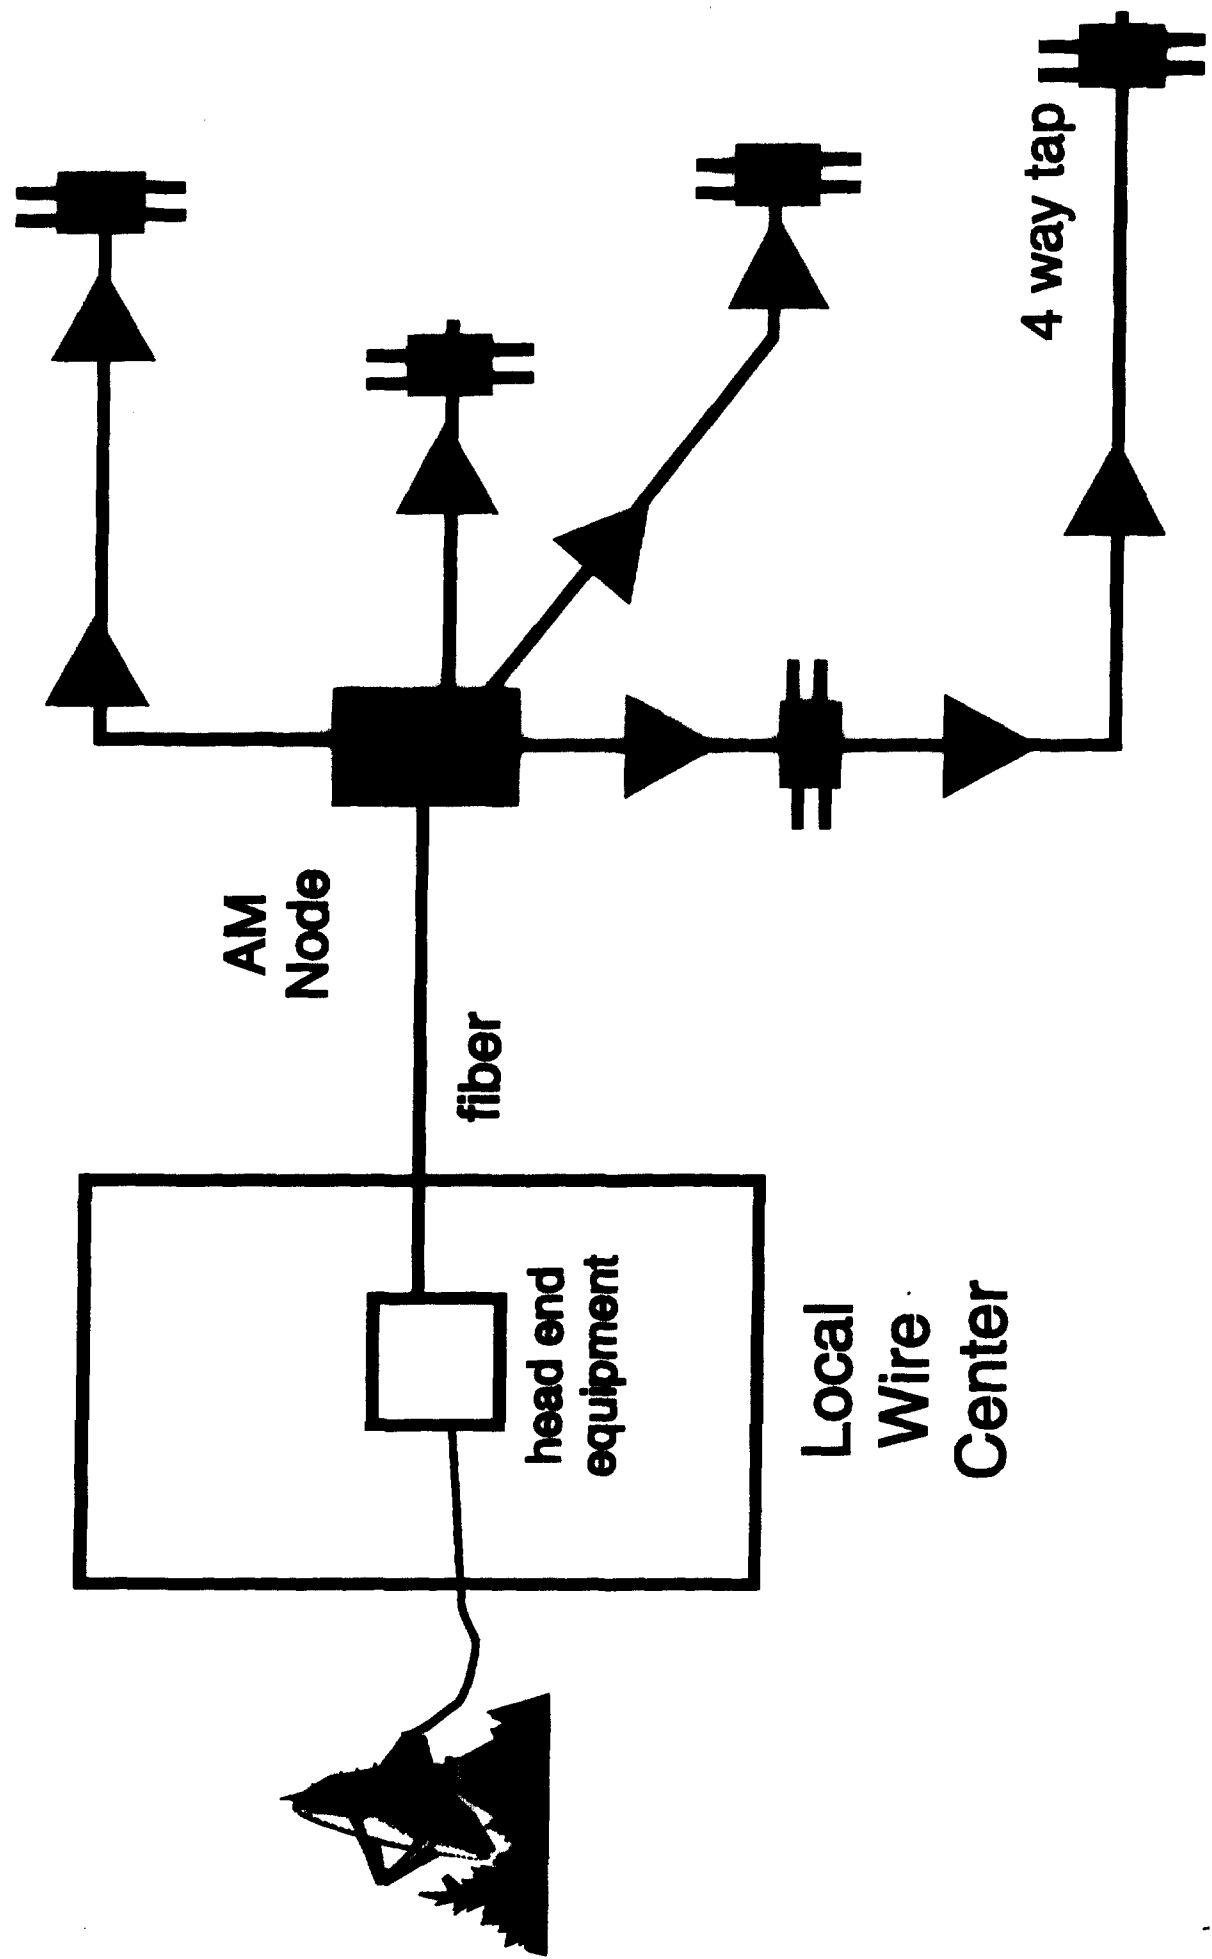 AM
Node
fiber
head end
equipment
Local
Wire
Center
4 way tap